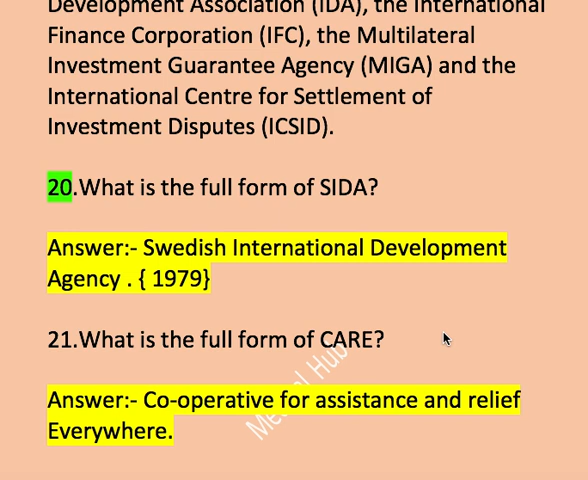 Development Association (IDA), the International
Finance Corporation (IFC), the Multilateral
Investment Guarantee Agency (MIGA) and the
International Centre for Settlement of
Investment Disputes (ICSID).
20.What is the full form of SIDA?
Answer:- Swedish International Development
Agency . { 1979}
21.What is the full form of CARE?
Hub
Answer:- Co-operative for assistance and relief
Everywhere.